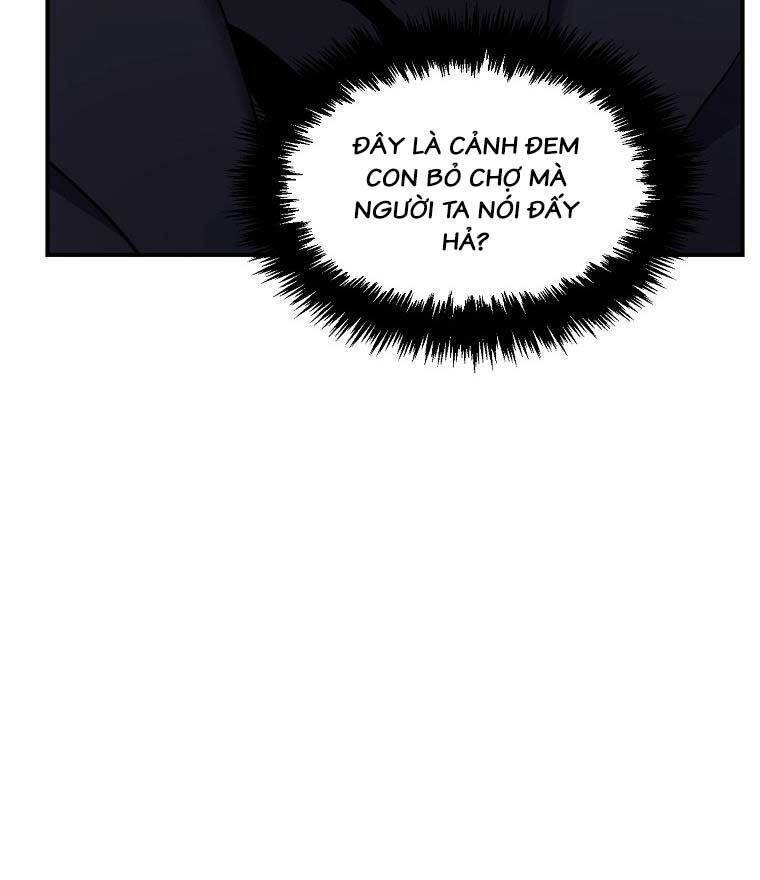 ĐÂY LÀ CẢNH ĐEM
CON BỎ CHỢ MÀ
NGƯỜI TA NÓI ĐẤY
HẢ?